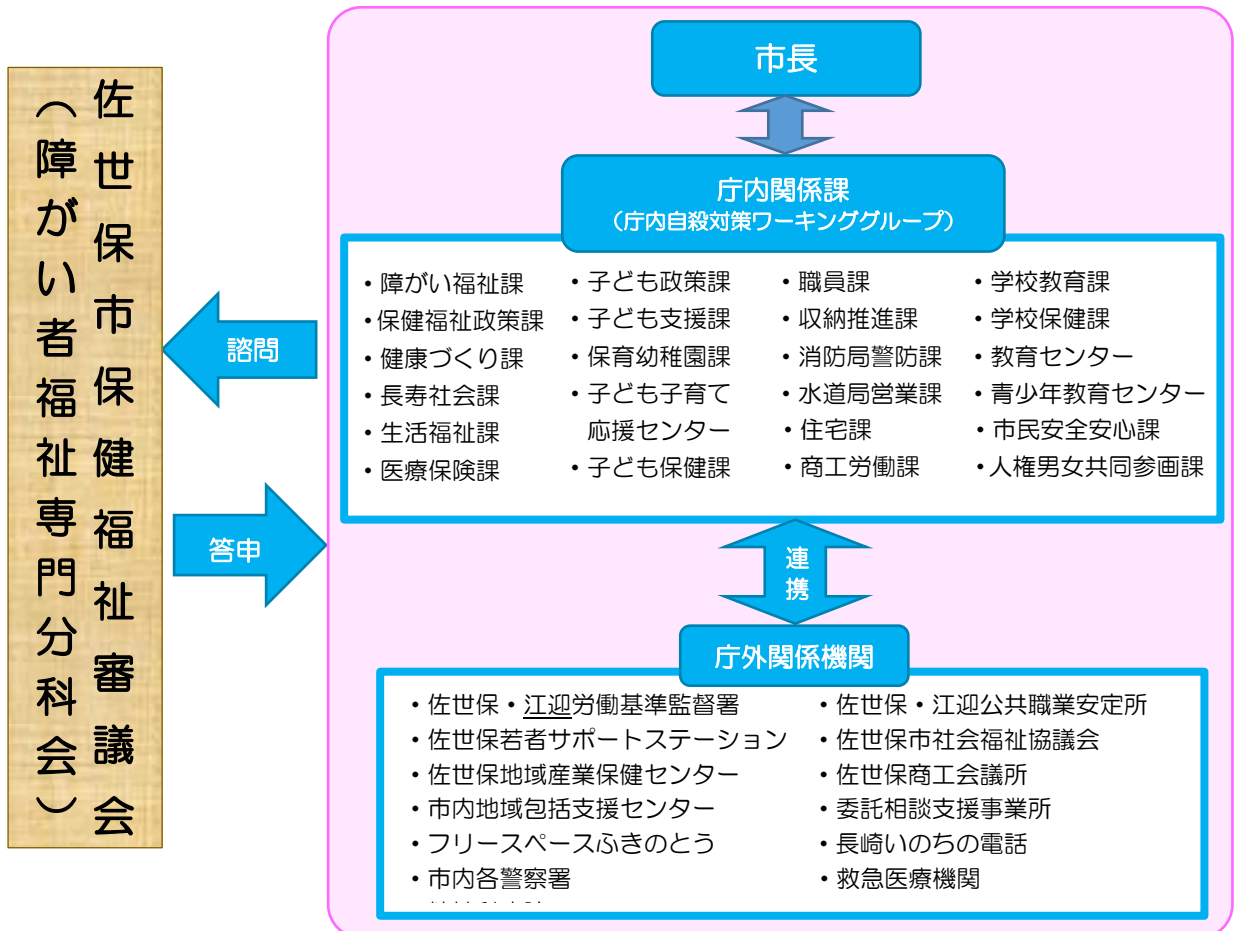 佐世保市保健福祉審議会
（障がい者福祉専門分科会）
諮問
答申
市長
庁内関係課
（庁内自殺対策ワーキンググループ）
・障がい福祉課
・保健福祉政策課
・健康づくり課
・長寿社会課
・生活福祉課
・医療保険課
・子ども政策課
・子ども支援課
・保育幼稚園課
・子ども子育て
応援センター
・子ども保健課
・職員課
・収納推進課
・消防局警防課
・水道局営業課
・住宅課
・商工労働課
・学校教育課
・学校保健課
・教育センター
・青少年教育センター
・市民安全安心課
・人権男女共同参画課
連
携
庁外関係機関
・佐世保・江迎労働基準監督署
・佐世保若者サポートステーション
・佐世保地域産業保健センター
・市内地域包括支援センター
・フリースペースふきのとう
・市内各警察署
・佐世保・江迎公共職業安定所
・佐世保市社会福祉協議会
・佐世保商工会議所
・委託相談支援事業所
・長崎いのちの電話
・救急医療機関